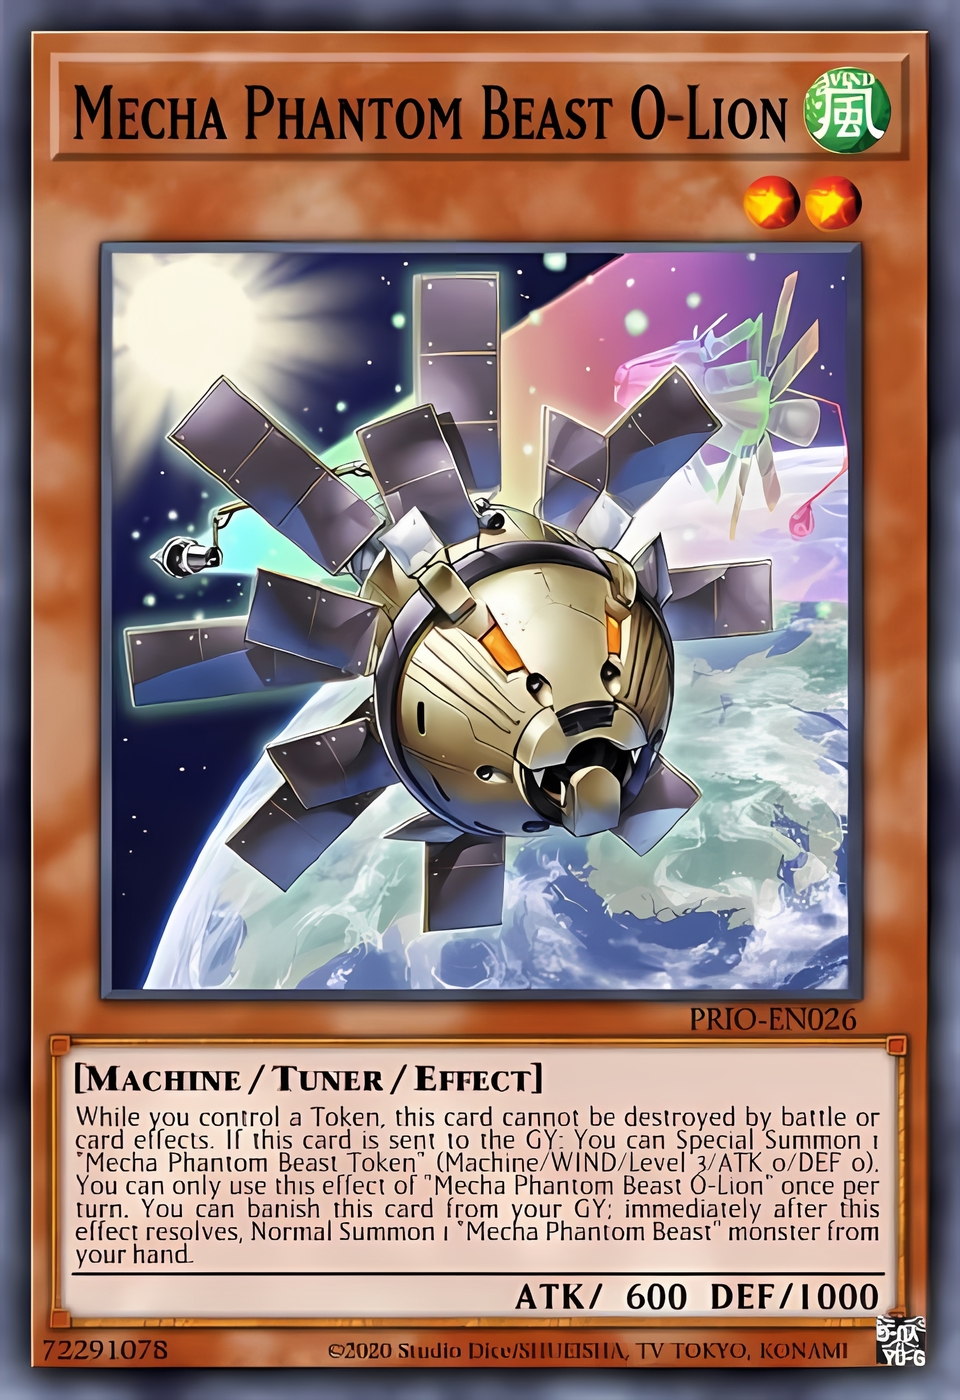 Mecha Phantom Beast O-Lion
WIND
風
PRIO-EN026
[Machine / Tuner / Effect]
While you control a Token, this card cannot be destroyed by battle or
card effects. If this card is sent to the GY: You can Special Summon 1
"Mecha Phantom Beast Token" (Machine/WIND/Level 3/ATK 0/DEF 0).
You can only use this effect of "Mecha Phantom Beast O-Lion" once per
turn. You can banish this card from your GY; immediately after this
effect resolves, Normal Summon 1 "Mecha Phantom Beast" monster from
your hand.
ATK/ 600 DEF/1000
72291078
©2020 Studio Dice/SHUEISHA, TV TOKYO, KONAMI